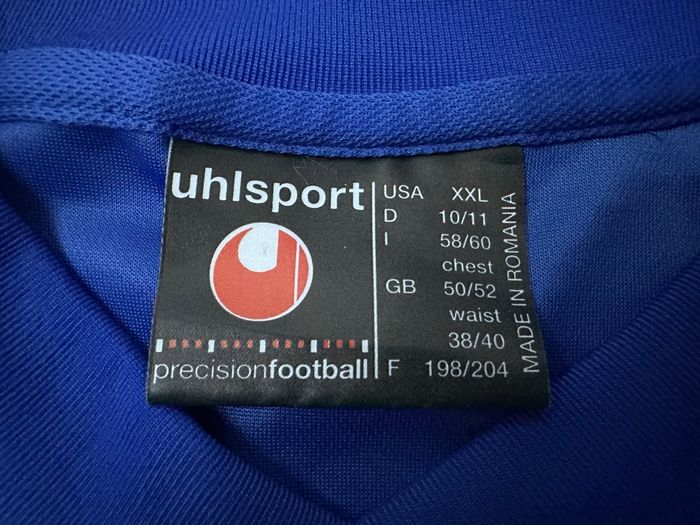 uhlsport
precisionfootball
USA XXL
D 10/11
I 58/60
chest
GB 50/52
waist
38/40
F 198/204
MADE IN ROMANIA